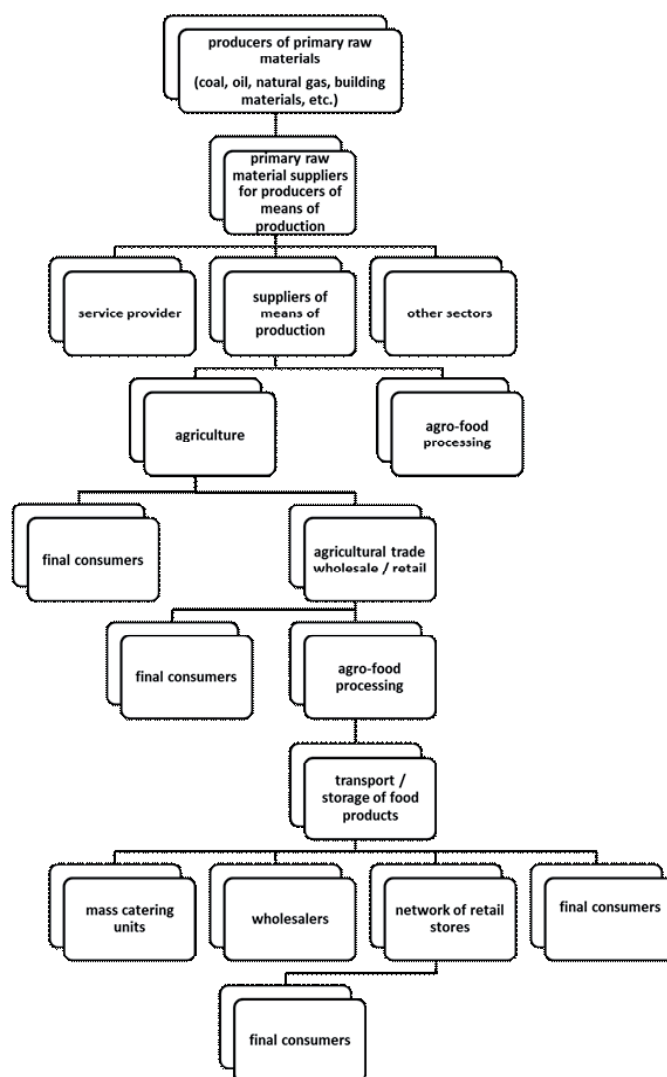 producers of primary raw
materials
(coal, oil, natural gas, building
materials, etc.)
primary raw
material suppliers
for producers of
means of
production
service provider
suppliers of
means of
production
other sectors
agriculture
agro-food
processing
final consumers
agricultural trade
wholesale / retail
final consumers
agro-food
processing
transport /
storage of food
products
mass catering
units
wholesalers
network of retail
stores
final consumers
final consumers